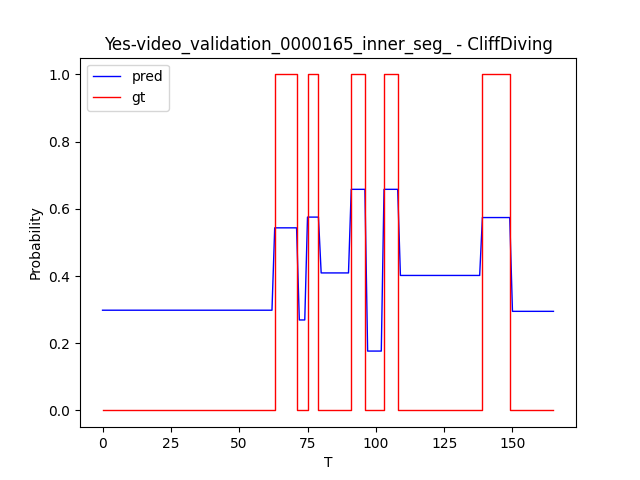 Yes-video_validation_0000165_inner_seg_ - CliffDiving
pred
gt
1.0
0.8
0.6
0.4
0.2
0.0
Probability
0 25 50 75 100 125 150
T